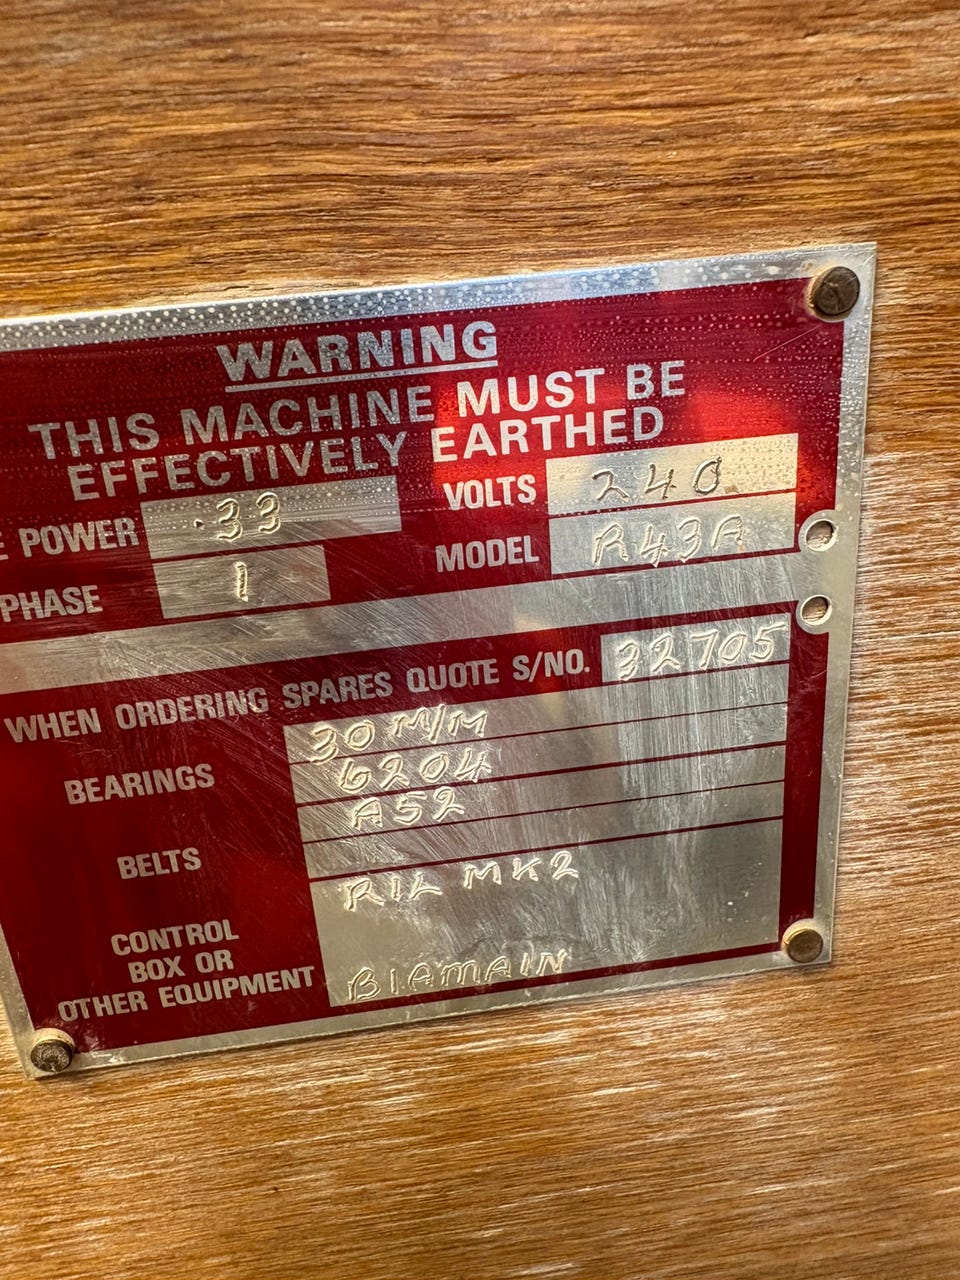 WARNING
THIS MACHINE MUST BE
EFFECTIVELY EARTHED
E POWER .33 VOLTS 240
PHASE 1 MODEL R43A
WHEN ORDERING SPARES QUOTE S/NO. 32705
BEARINGS 30 M/M
6204
BELTS A52
CONTROL BOX OR OTHER EQUIPMENT R1L MK2
BIAMAIN